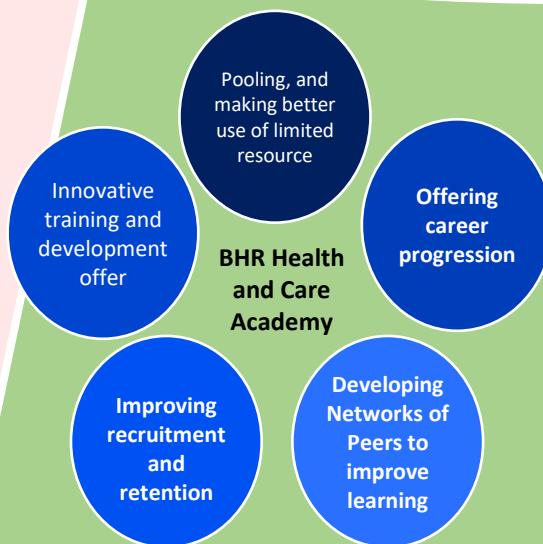 Pooling, and
making better
use of limited
resource
Offering
career
progression
Developing
Networks of
Peers to
improve
learning
Improving
recruitment
and
retention
Innovative
training and
development
offer
BHR Health
and Care
Academy